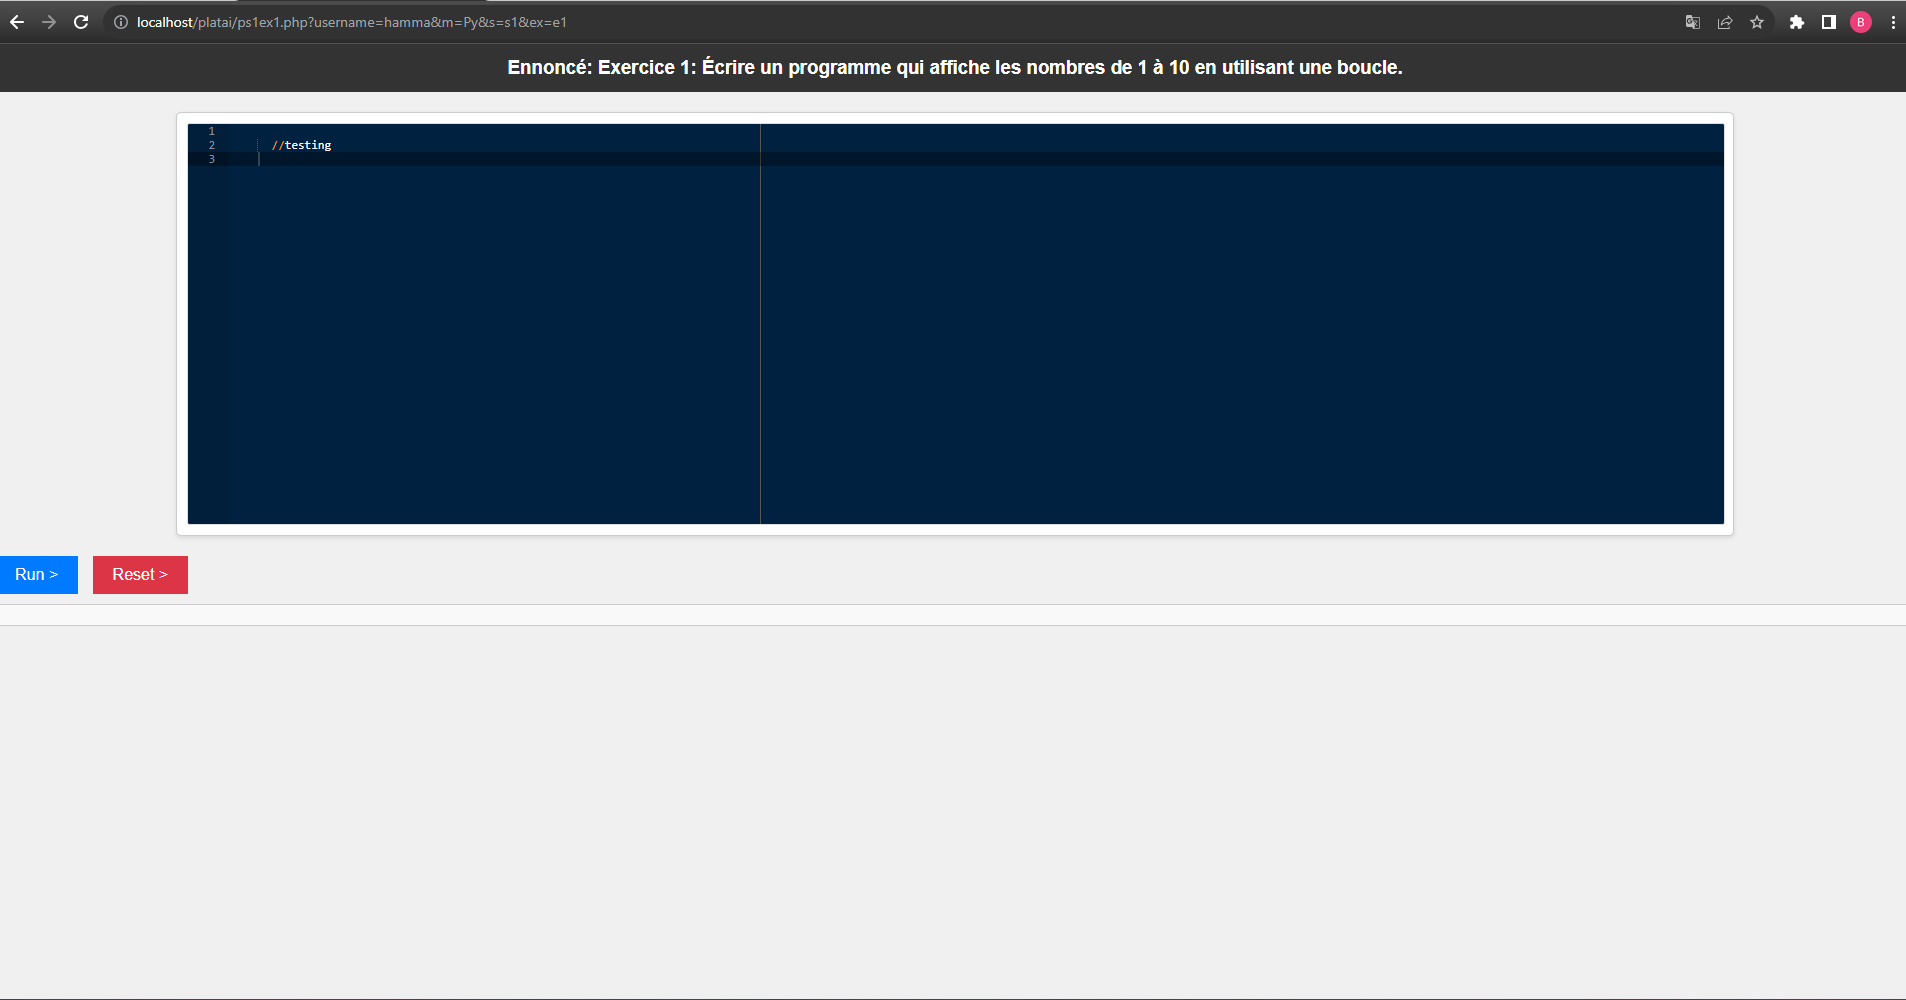 localhost/platai/ps1ex1.php?username=hamma&m=Py&s=s1&ex=e1
B
Ennoncé: Exercice 1: Écrire un programme qui affiche les nombres de 1 à 10 en utilisant une boucle.
1
2 //testing
3
Run >
Reset >